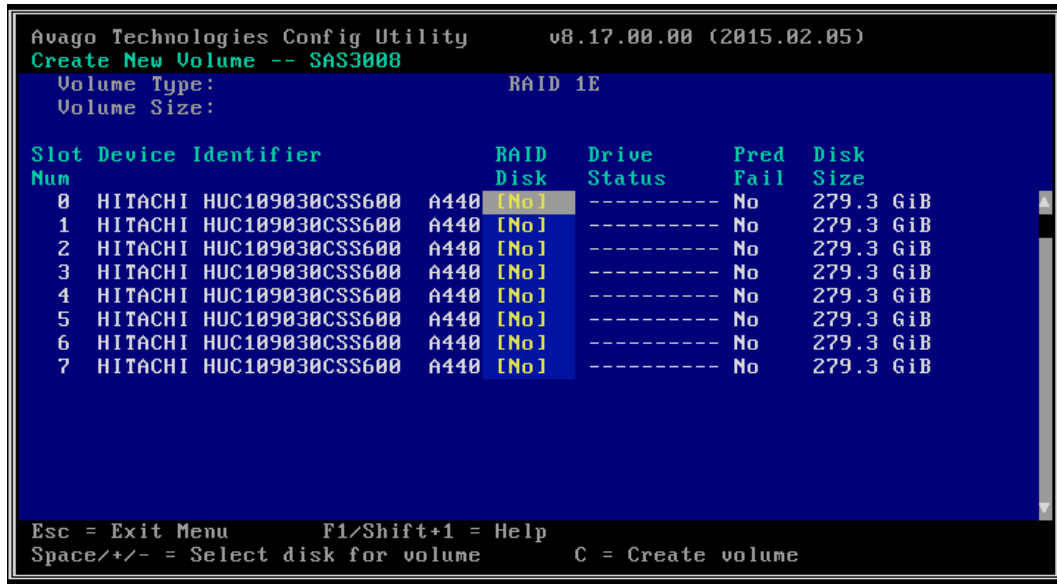 Avago Technologies Config Utility v8.17.00.00 (2015.02.05)
Create New Volume -- SAS3008
Volume Type: RAID 1E
Volume Size:
Slot Device Identifier RAID Drive Pred Disk
Num Disk Status Fail Size
0 HITACHI HUC109030CSS600 A440 [No] ---------- No 279.3 GiB
1 HITACHI HUC109030CSS600 A440 [No] ---------- No 279.3 GiB
2 HITACHI HUC109030CSS600 A440 [No] ---------- No 279.3 GiB
3 HITACHI HUC109030CSS600 A440 [No] ---------- No 279.3 GiB
4 HITACHI HUC109030CSS600 A440 [No] ---------- No 279.3 GiB
5 HITACHI HUC109030CSS600 A440 [No] ---------- No 279.3 GiB
6 HITACHI HUC109030CSS600 A440 [No] ---------- No 279.3 GiB
7 HITACHI HUC109030CSS600 A440 [No] ---------- No 279.3 GiB
Esc = Exit Menu F1/Shift+1 = Help
Space/+/- = Select disk for volume C = Create volume